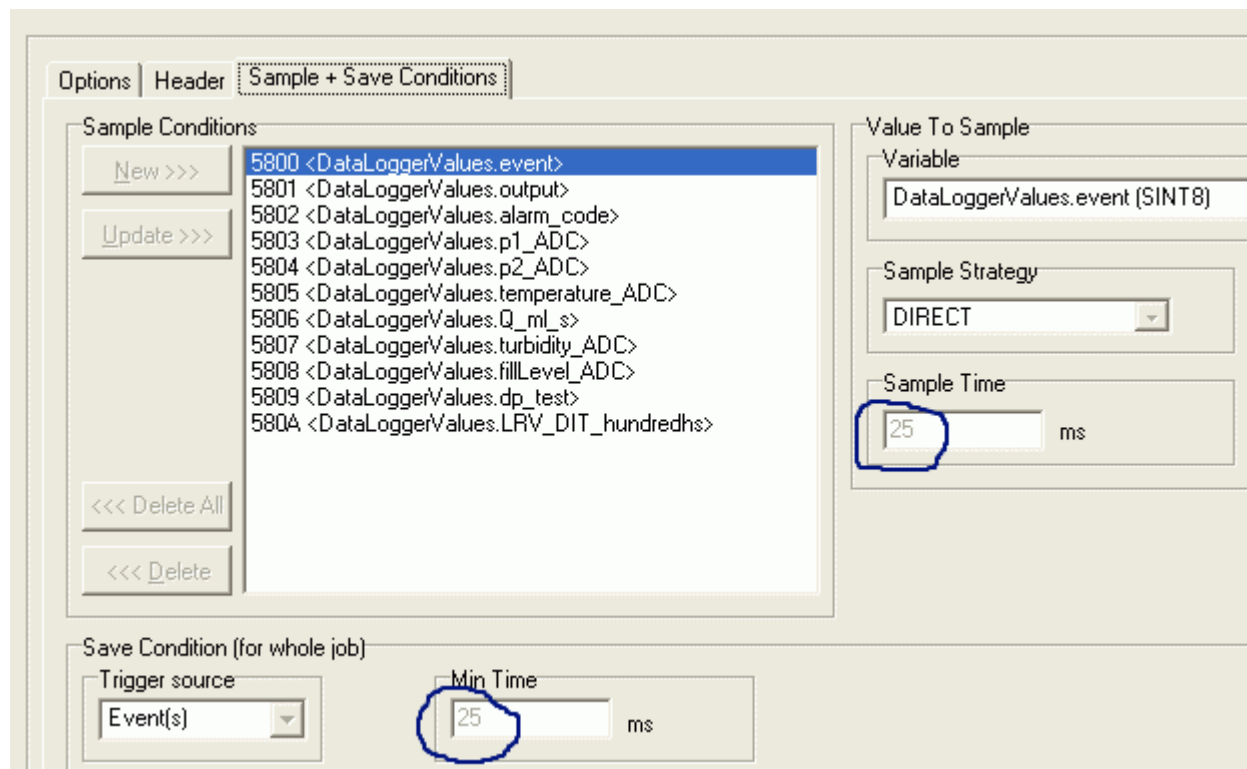 Options Header Sample + Save Conditions
Sample Conditions
New >>>
Update >>>
<<< Delete All
<<< Delete
5800 <DataLoggerValues.event>
5801 <DataLoggerValues.output>
5802 <DataLoggerValues.alarm_code>
5803 <DataLoggerValues.p1_ADC>
5804 <DataLoggerValues.p2_ADC>
5805 <DataLoggerValues.temperature_ADC>
5806 <DataLoggerValues.Q_ml_s>
5807 <DataLoggerValues.turbidity_ADC>
5808 <DataLoggerValues.fillLevel_ADC>
5809 <DataLoggerValues.dp_test>
580A <DataLoggerValues.LRV_DIT_hundredhs>
Value To Sample
Variable
DataLoggerValues.event (SINT8)
Sample Strategy
DIRECT
Sample Time
25 ms
Save Condition (for whole job)
Trigger source
Event(s)
Min Time
25 ms